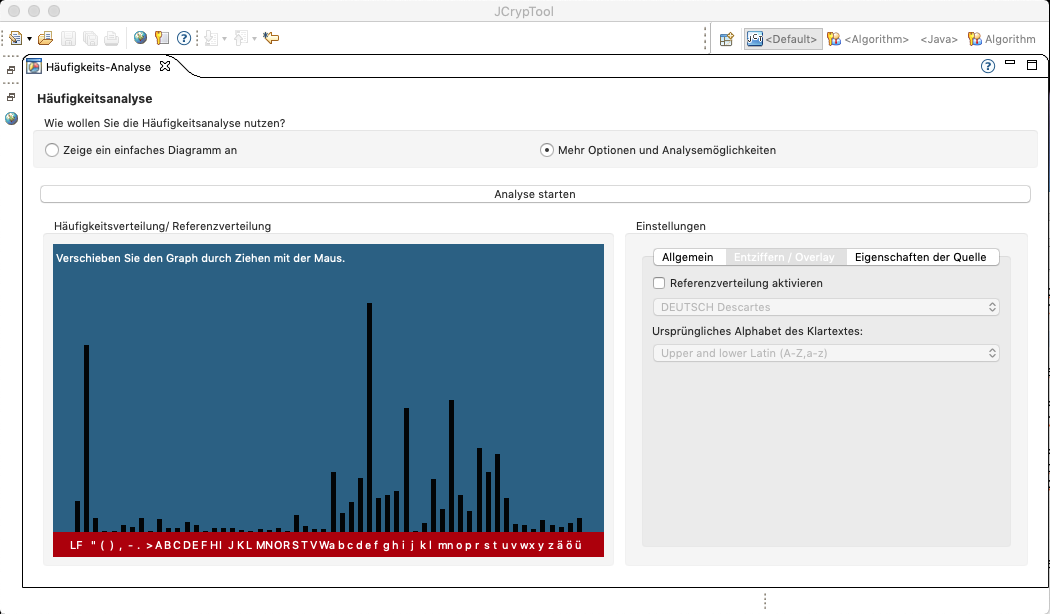 JCrypTool
<Default> <Algorithm> <Java> Algorithm
Häufigkeits-Analyse
Häufigkeitsanalyse
Wie wollen Sie die Häufigkeitsanalyse nutzen?
Zeige ein einfaches Diagramm an Mehr Optionen und Analysemöglichkeiten
Analyse starten
Häufigkeitsverteilung/ Referenzverteilung
Verschieben Sie den Graph durch Ziehen mit der Maus.
LF " ( ) , - . > A B C D E F H I J K L M N O R S T V W a b c d e f g h i j k l m n o p r s t u v w x y z ä ö ü
Einstellungen
Allgemein Entziffern / Overlay Eigenschaften der Quelle
Referenzverteilung aktivieren
DEUTSCH Descartes
Ursprüngliches Alphabet des Klartextes:
Upper and lower Latin (A-Z,a-z)